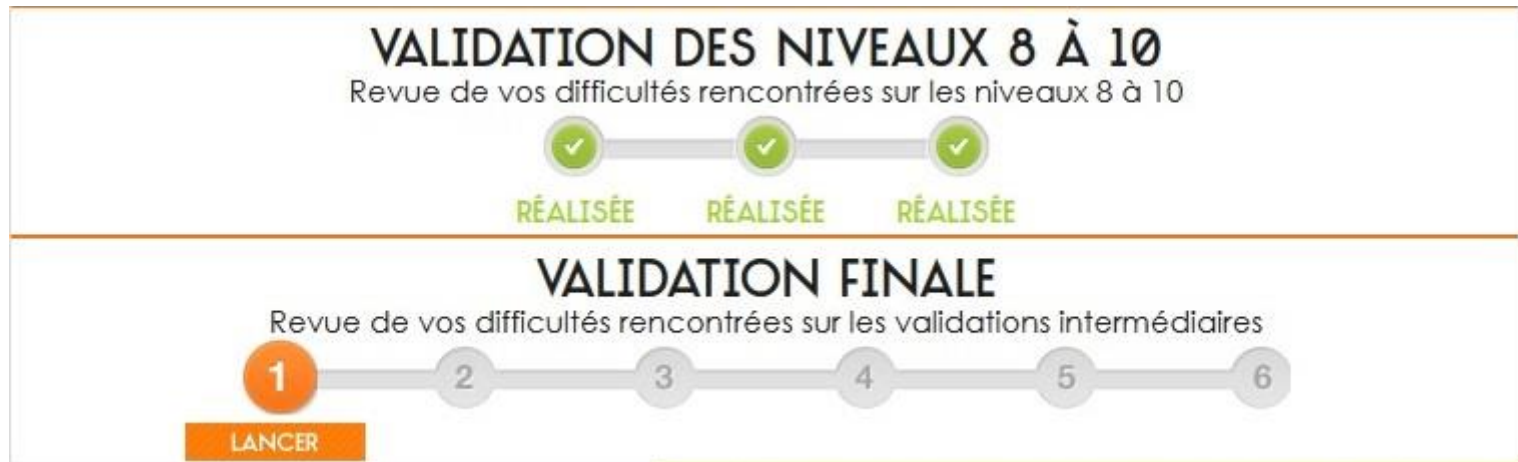 VALIDATION DES NIVEAUX 8 À 10
Revue de vos difficultés rencontrées sur les niveaux 8 à 10
RÉALISÉE RÉALISÉE RÉALISÉE
VALIDATION FINALE
Revue de vos difficultés rencontrées sur les validations intermédiaires
1 2 3 4 5 6
LANCER